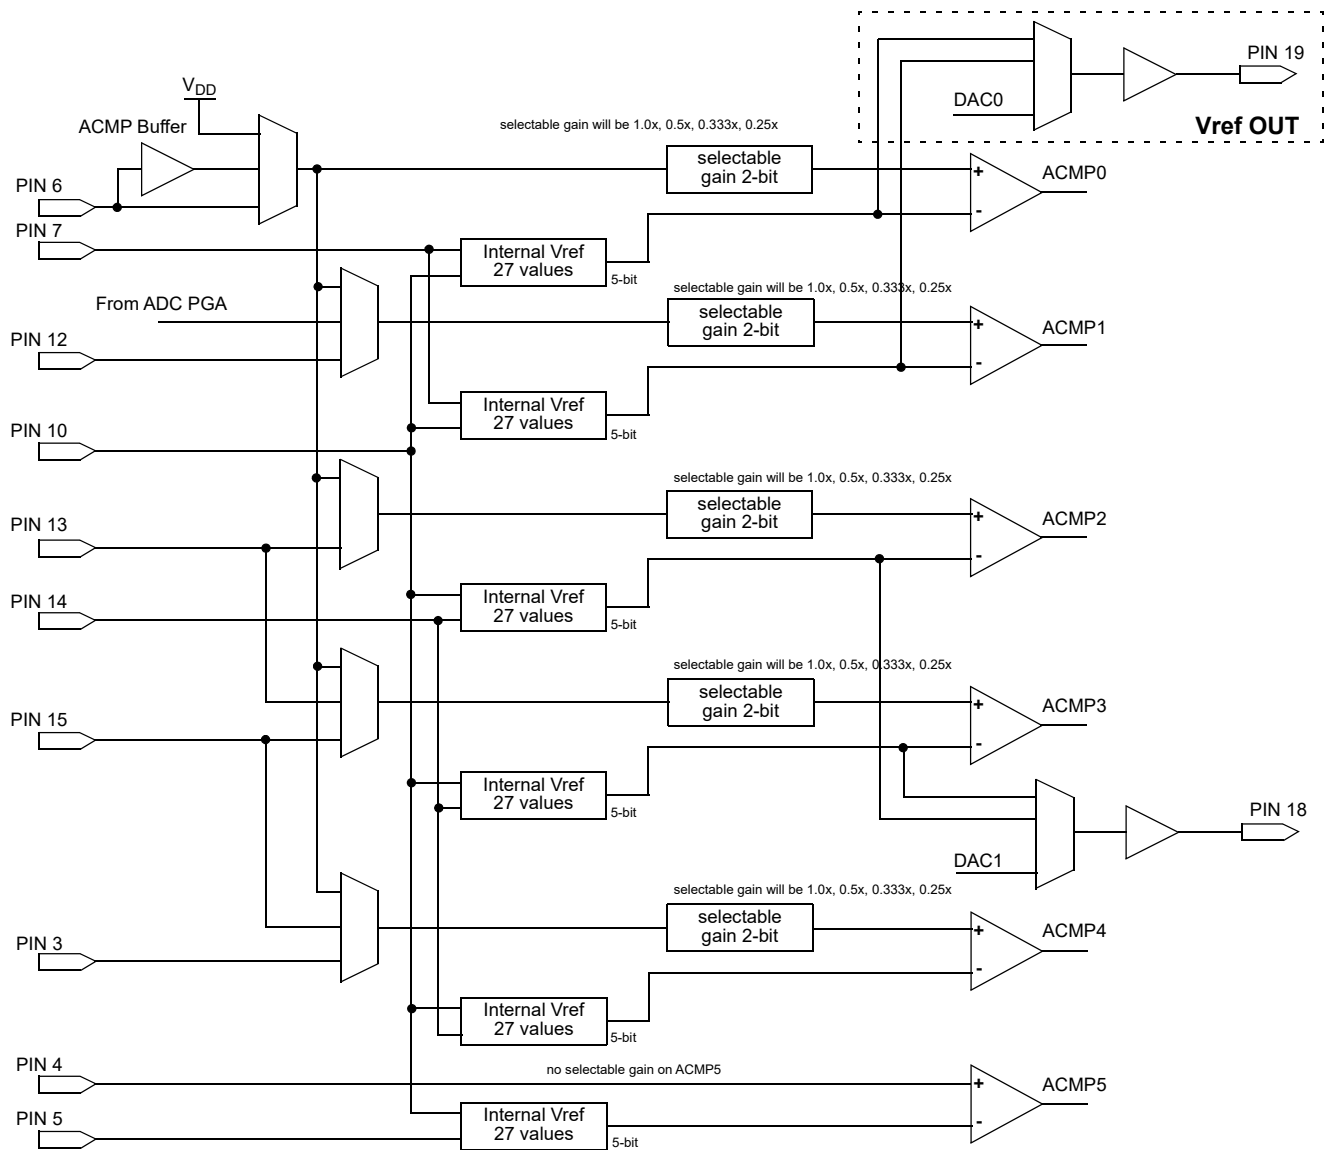 PIN 19
V_DD
DAC0
ACMP Buffer
selectable gain will be 1.0x, 0.5x, 0.333x, 0.25x
Vref OUT
selectable
gain 2-bit
+
ACMP0
-
PIN 6
PIN 7
Internal Vref
27 values
5-bit
selectable gain will be 1.0x, 0.5x, 0.333x, 0.25x
From ADC PGA
selectable
gain 2-bit
+
ACMP1
-
PIN 12
Internal Vref
27 values
5-bit
PIN 10
selectable gain will be 1.0x, 0.5x, 0.333x, 0.25x
selectable
gain 2-bit
+
ACMP2
-
PIN 13
Internal Vref
27 values
5-bit
PIN 14
selectable gain will be 1.0x, 0.5x, 0.333x, 0.25x
selectable
gain 2-bit
+
ACMP3
-
PIN 15
Internal Vref
27 values
5-bit
PIN 18
DAC1
selectable gain will be 1.0x, 0.5x, 0.333x, 0.25x
selectable
gain 2-bit
+
ACMP4
-
PIN 3
Internal Vref
27 values
5-bit
PIN 4
no selectable gain on ACMP5
+
ACMP5
-
PIN 5
Internal Vref
27 values
5-bit